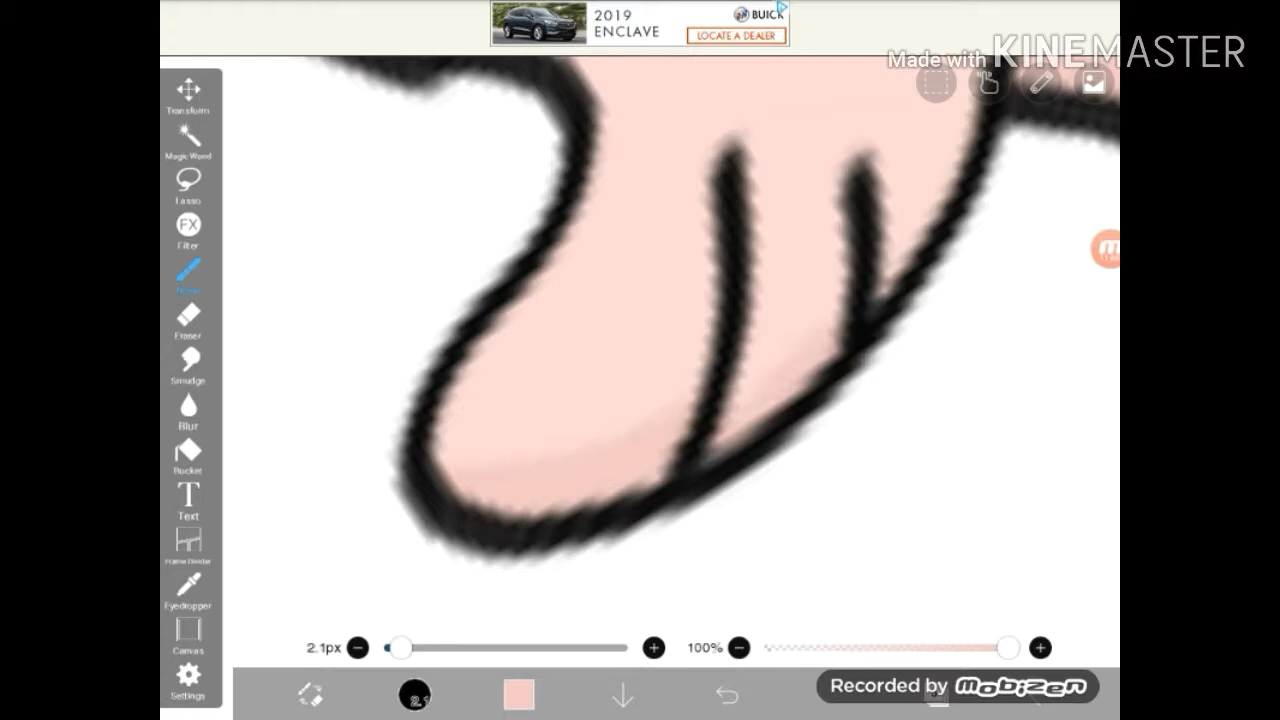 2019
ENCLAVE
BUICK
LOCATE A DEALER
Made with KINEMASTER
Transform
Magic Wand
Lasso
FX
Filter
Eraser
Smudge
Blur
Bucket
T
Text
Frame Divider
Eyedropper
Canvas
Settings
2.1px
100%
Recorded by mobizen